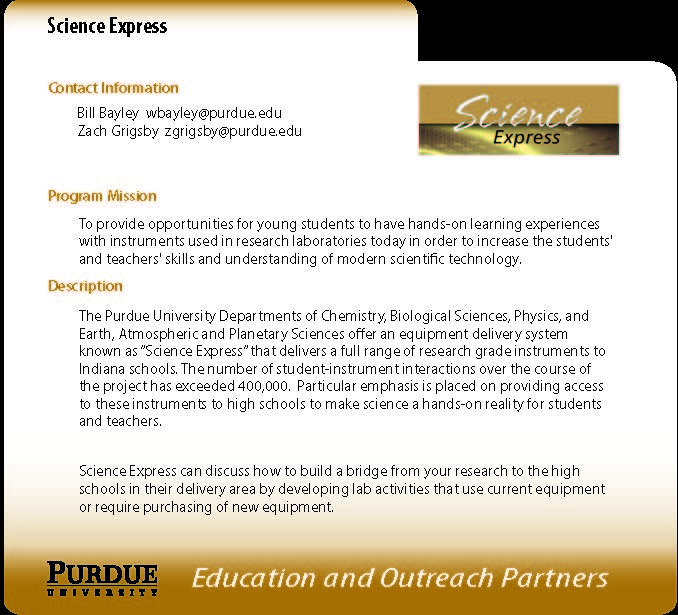 Science Express
Contact Information
Bill Bayley wbayley@purdue.edu
Zach Grigsby zgrigsby@purdue.edu
Science
Express
Program Mission
To provide opportunities for young students to have hands-on learning experiences
with instruments used in research laboratories today in order to increase the students'
and teachers' skills and understanding of modern scientific technology.
Description
The Purdue University Departments of Chemistry, Biological Sciences, Physics, and
Earth, Atmospheric and Planetary Sciences offer an equipment delivery system
known as "Science Express" that delivers a full range of research grade instruments to
Indiana schools. The number of student-instrument interactions over the course of
the project has exceeded 400,000. Particular emphasis is placed on providing access
to these instruments to high schools to make science a hands-on reality for students
and teachers.
Science Express can discuss how to build a bridge from your research to the high
schools in their delivery area by developing lab activities that use current equipment
or require purchasing of new equipment.
PURDUE
UNIVERSITY
Education and Outreach Partners